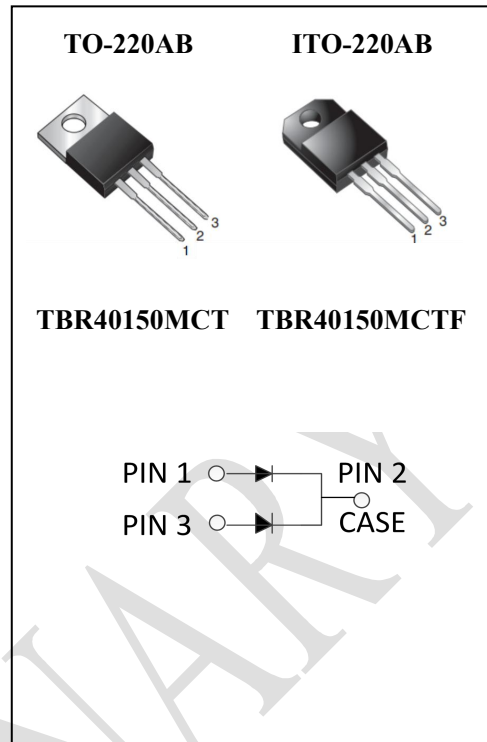 TO-220AB ITO-220AB
1 2 3 1 2 3
TBR40150MCT TBR40150MCTF
PIN 1 PIN 2
PIN 3 CASE
NARY